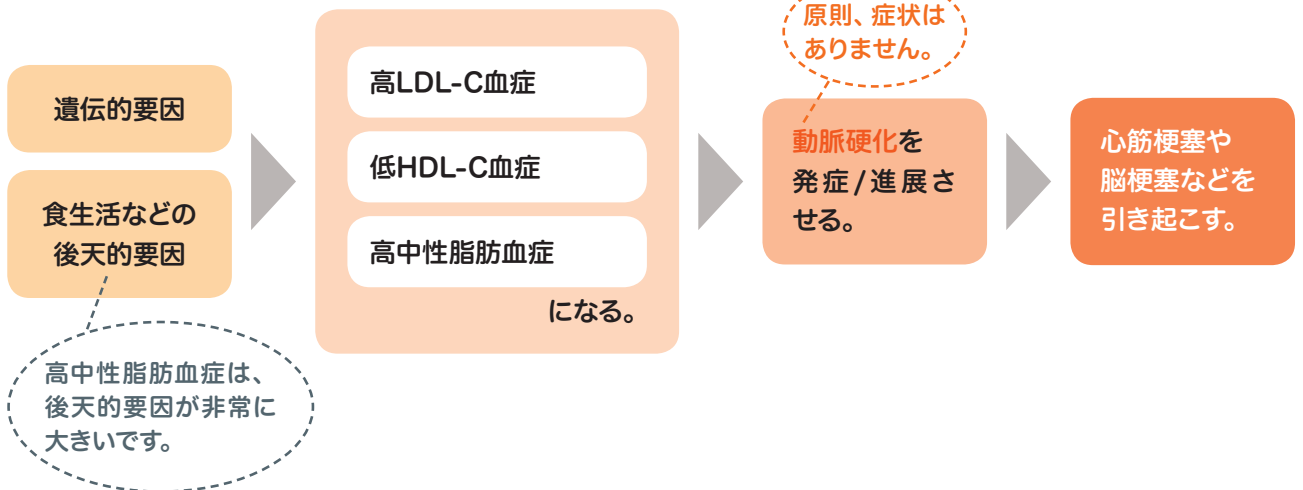 遺伝的要因
食生活などの
後天的要因
高中性脂肪血症は、
後天的要因が非常に
大きいです。
高LDL-C血症
低HDL-C血症
高中性脂肪血症
になる。
原則、症状は
ありません。
動脈硬化を
発症/進展さ
せる。
心筋梗塞や
脳梗塞などを
引き起こす。